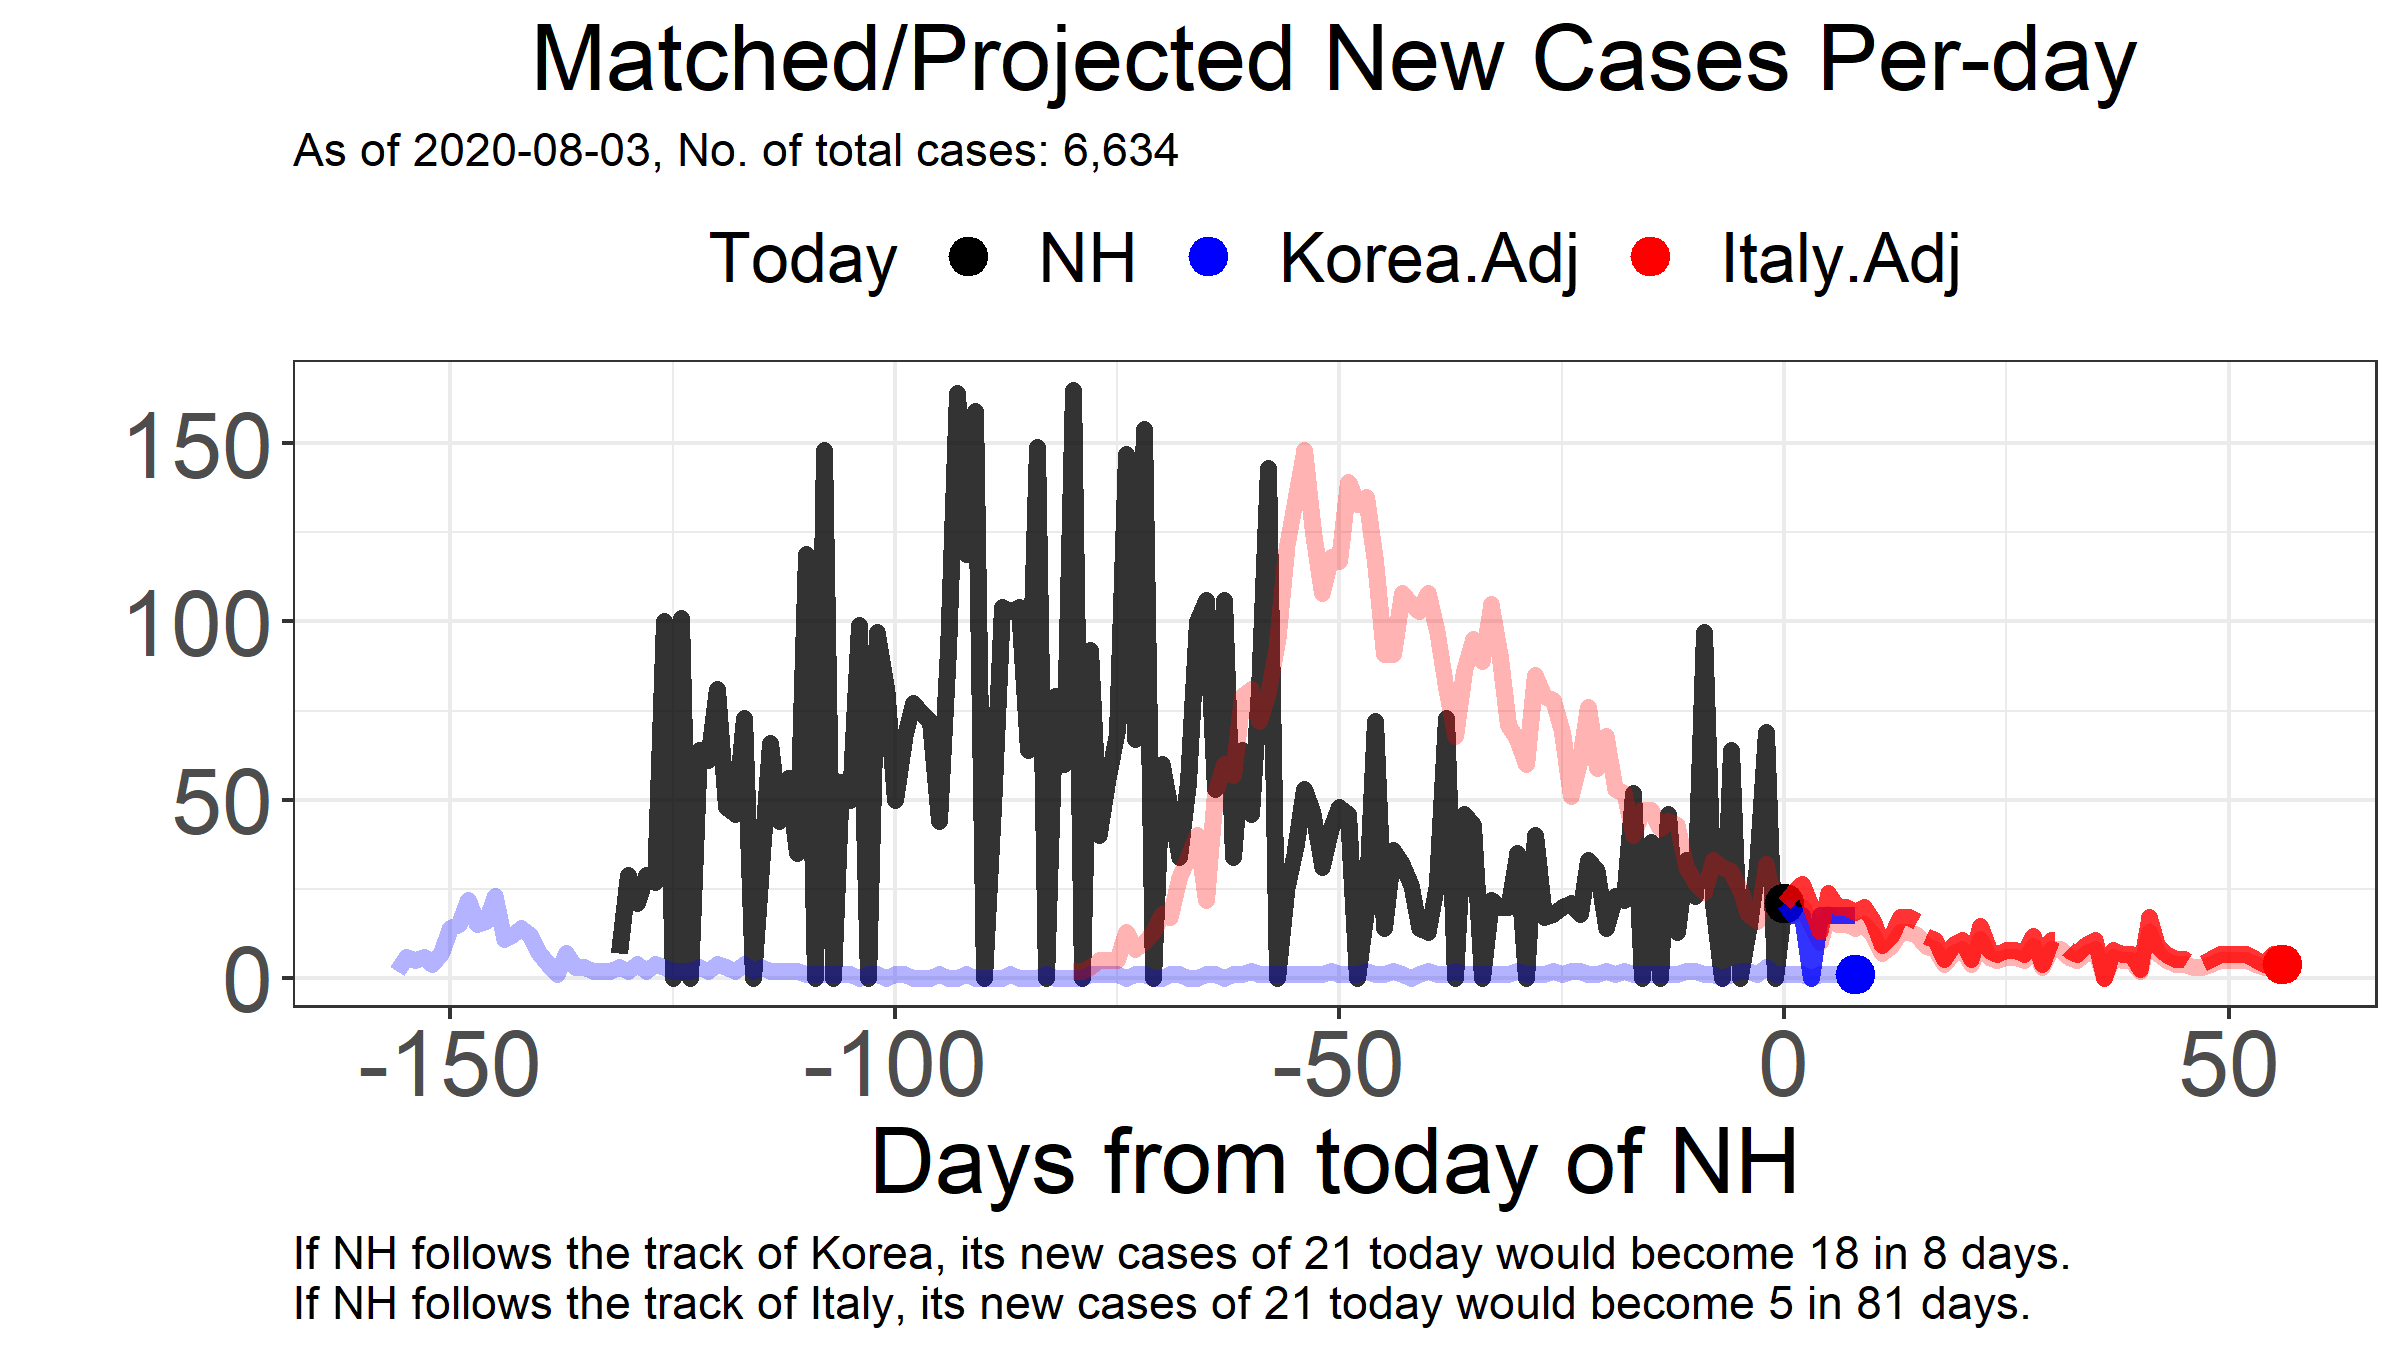 Matched/Projected New Cases Per-day
As of 2020-08-03, No. of total cases: 6,634
Today NH Korea.Adj Italy.Adj
150
100
50
0
-150 -100 -50 0 50
Days from today of NH
If NH follows the track of Korea, its new cases of 21 today would become 18 in 8 days.
If NH follows the track of Italy, its new cases of 21 today would become 5 in 81 days.